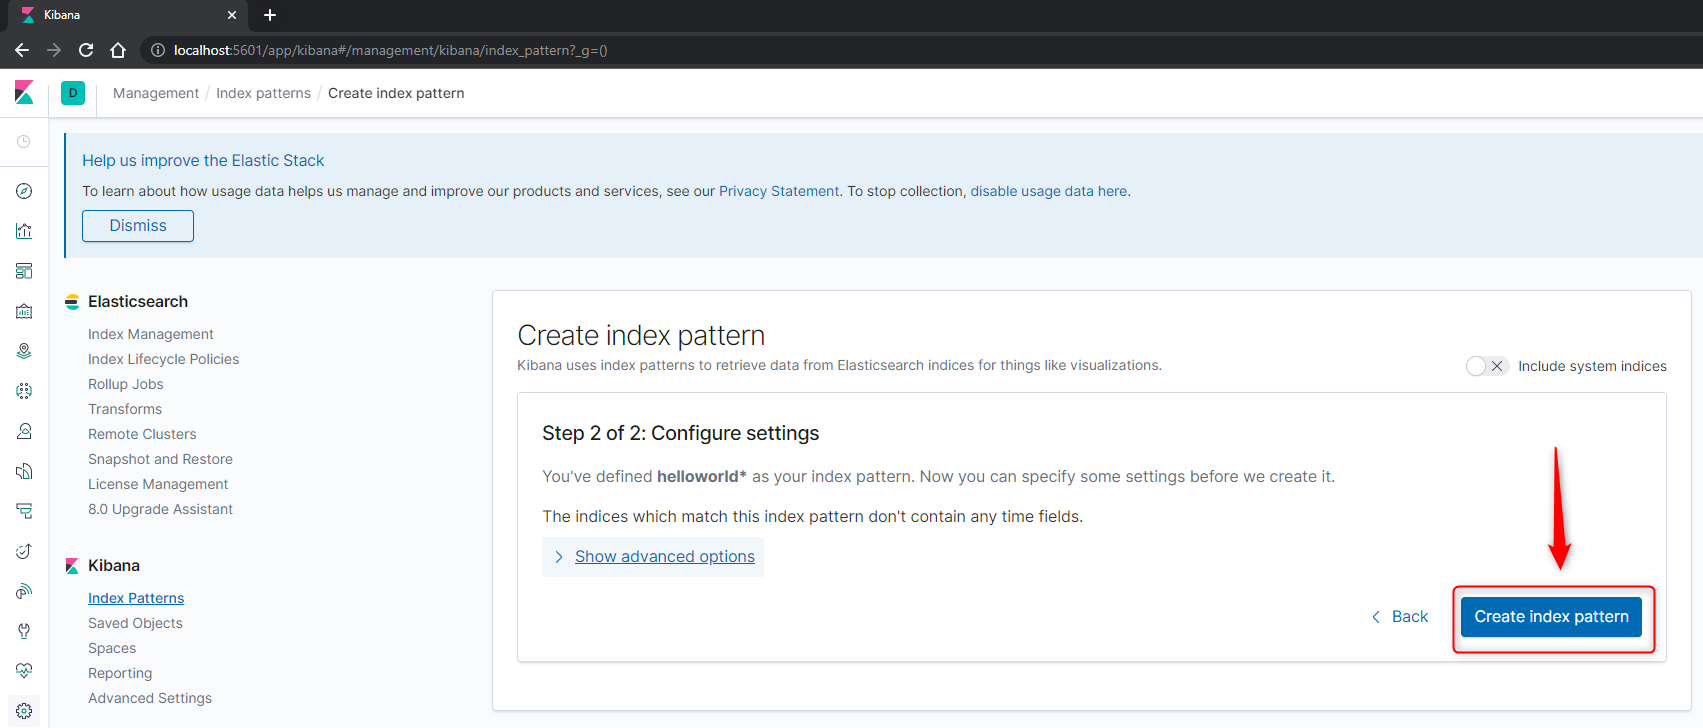 Kibana
localhost:5601/app/kibana#/management/kibana/index_pattern?_g=()
D
Management / Index patterns / Create index pattern
Help us improve the Elastic Stack
To learn about how usage data helps us manage and improve our products and services, see our Privacy Statement. To stop collection, disable usage data here.
Dismiss
Elasticsearch
Index Management
Index Lifecycle Policies
Rollup Jobs
Transforms
Remote Clusters
Snapshot and Restore
License Management
8.0 Upgrade Assistant
Kibana
Index Patterns
Saved Objects
Spaces
Reporting
Advanced Settings
Create index pattern
Kibana uses index patterns to retrieve data from Elasticsearch indices for things like visualizations.
Include system indices
Step 2 of 2: Configure settings
You've defined helloworld* as your index pattern. Now you can specify some settings before we create it.
The indices which match this index pattern don't contain any time fields.
Show advanced options
Back
Create index pattern